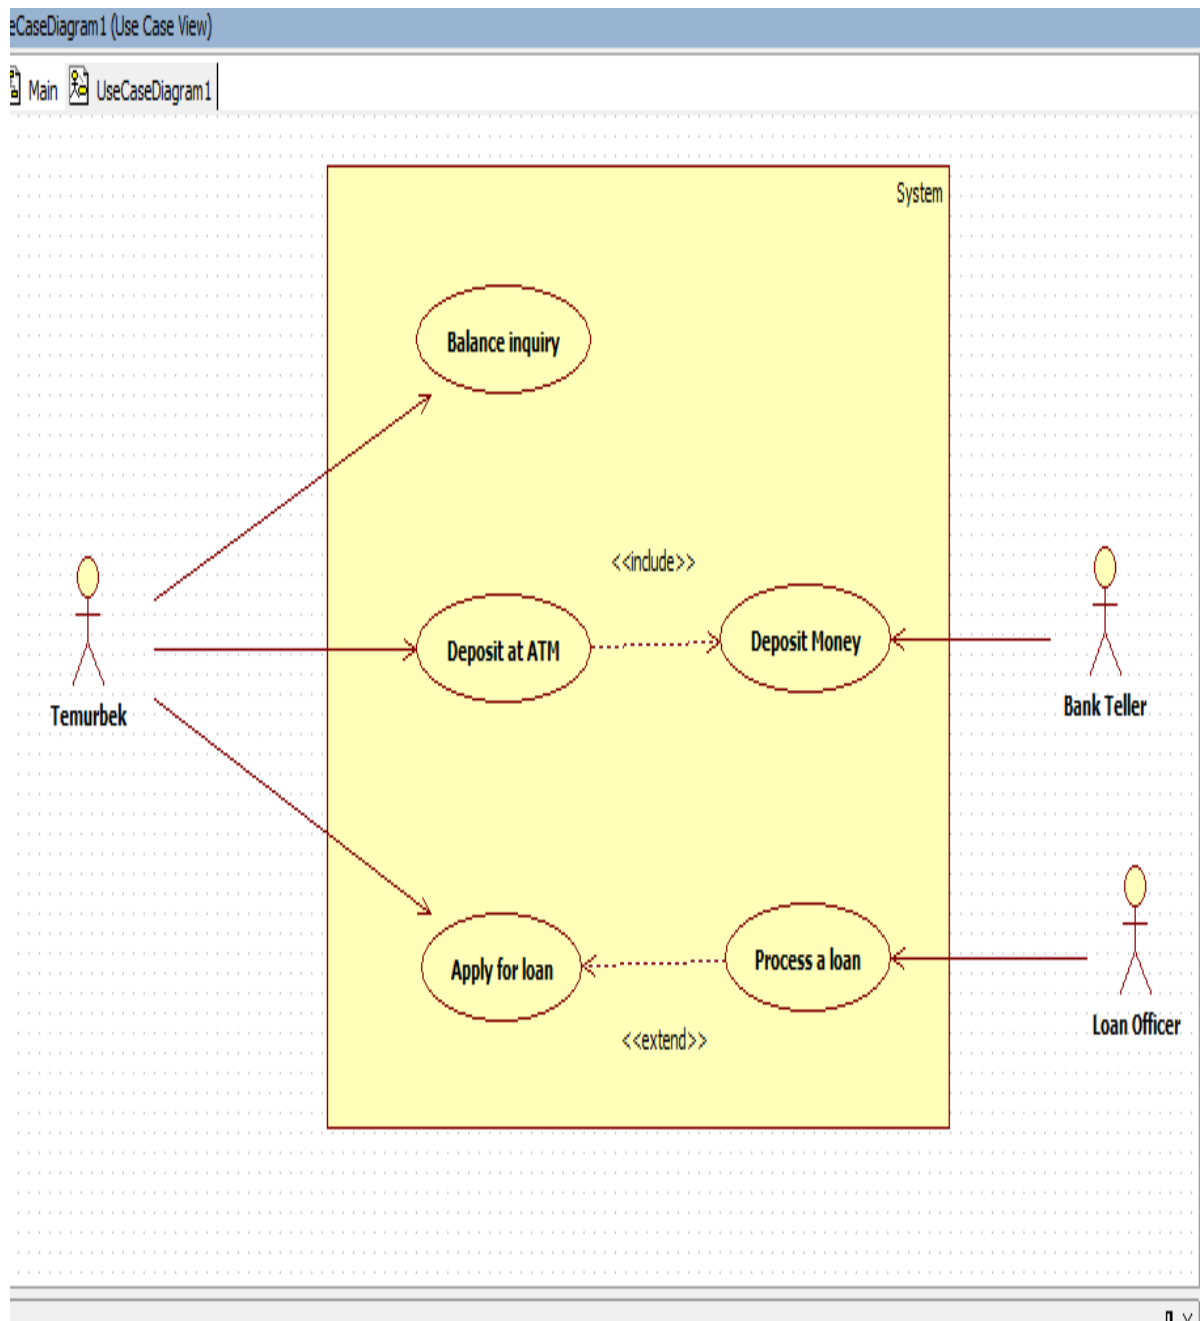 eCaseDiagram1 (Use Case View)
Main UseCaseDiagram1
System
Balance inquiry
<<include>>
Deposit at ATM
Deposit Money
Temurbek
Bank Teller
Apply for loan
Process a loan
<<extend>>
Loan Officer